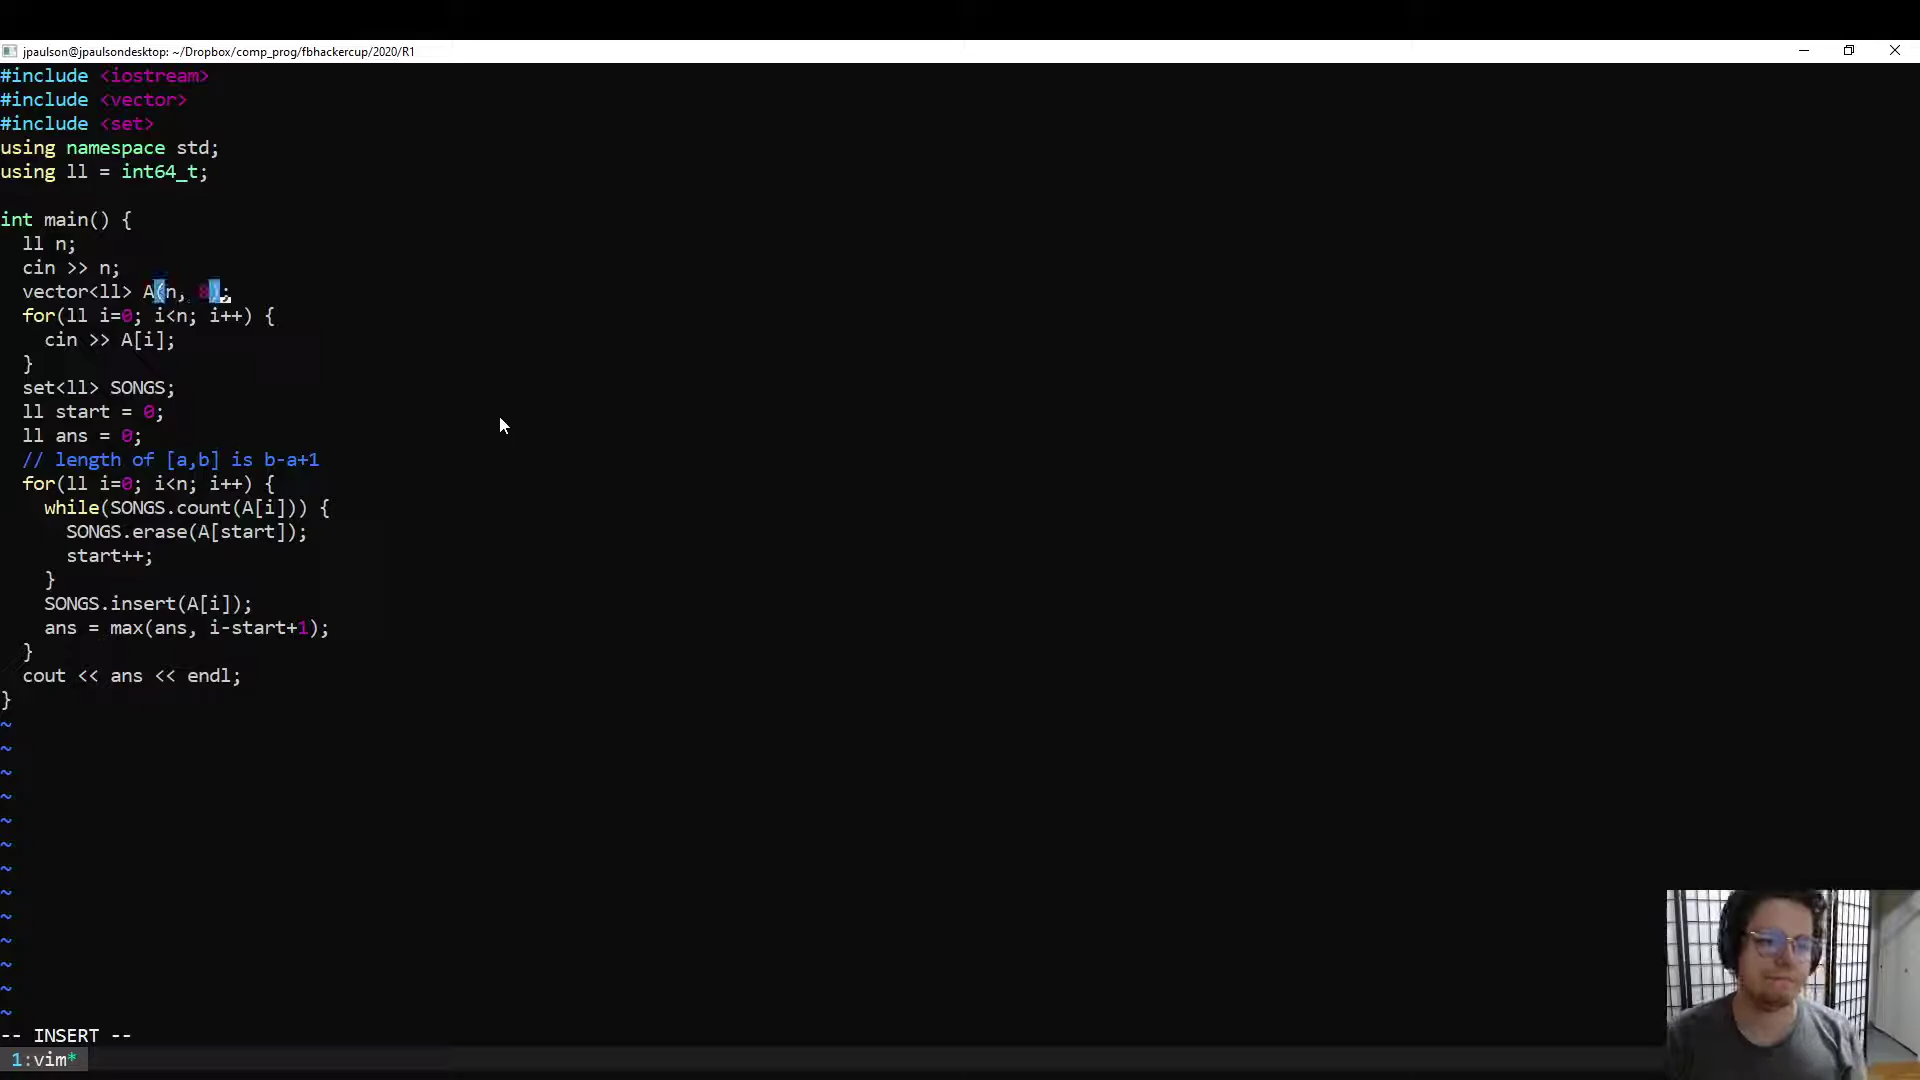 jpaulson@jpaulsondesktop: ~/Dropbox/comp_prog/fbhackercup/2020/R1
#include <iostream>
#include <vector>
#include <set>
using namespace std;
using ll = int64_t;
int main() {
ll n;
cin >> n;
vector<ll> A(n, 0);
for(ll i=0; i<n; i++) {
cin >> A[i];
}
set<ll> SONGS;
ll start = 0;
ll ans = 0;
// length of [a,b] is b-a+1
for(ll i=0; i<n; i++) {
while(SONGS.count(A[i])) {
SONGS.erase(A[start]);
start++;
}
SONGS.insert(A[i]);
ans = max(ans, i-start+1);
}
cout << ans << endl;
}
~
~
~
~
~
~
~
~
~
~
~
~
~
-- INSERT --
1:vim*